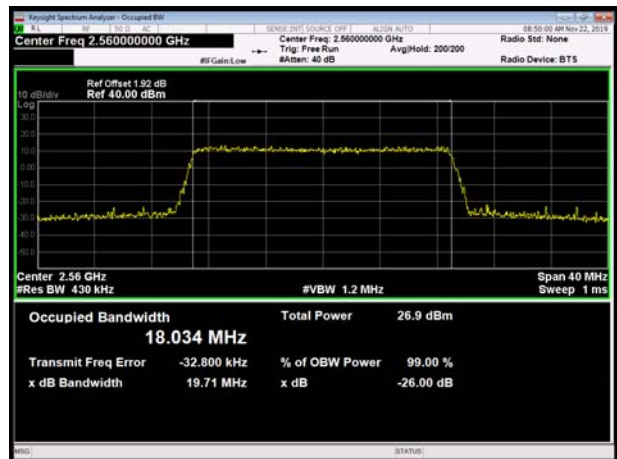 Keysight Spectrum Analyzer - Occupied BW
RL RF 50 Ω AC SENSE:INT SOURCE OFF ALIGN AUTO 08:50:00 AM Nov 22, 2019
Center Freq 2.560000000 GHz Center Freq: 2.560000000 GHz Radio Std: None
Trig: Free Run Avg|Hold: 200/200
#IFGain:Low #Atten: 40 dB Radio Device: BTS
Ref Offset 1.92 dB
10 dB/div Ref 40.00 dBm
Log
30.0
20.0
10.0
0.00
-10.0
-20.0
-30.0
-40.0
-50.0
Center 2.56 GHz Span 40 MHz
#Res BW 430 kHz #VBW 1.2 MHz Sweep 1 ms
Occupied Bandwidth Total Power 26.9 dBm
18.034 MHz
Transmit Freq Error -32.800 kHz % of OBW Power 99.00 %
x dB Bandwidth 19.71 MHz x dB -26.00 dB
MSG STATUS